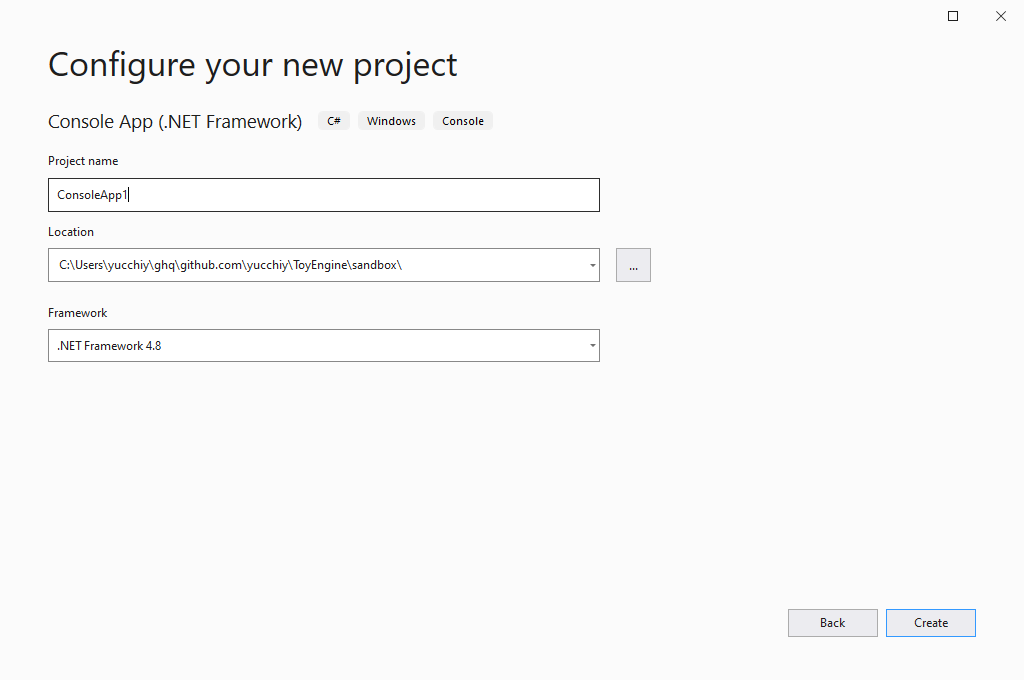 Configure your new project
Console App (.NET Framework) C# Windows Console
Project name
ConsoleApp1
Location
C:\Users\yucchiy\ghq\github.com\yucchiy\ToyEngine\sandbox\
...
Framework
.NET Framework 4.8
Back Create